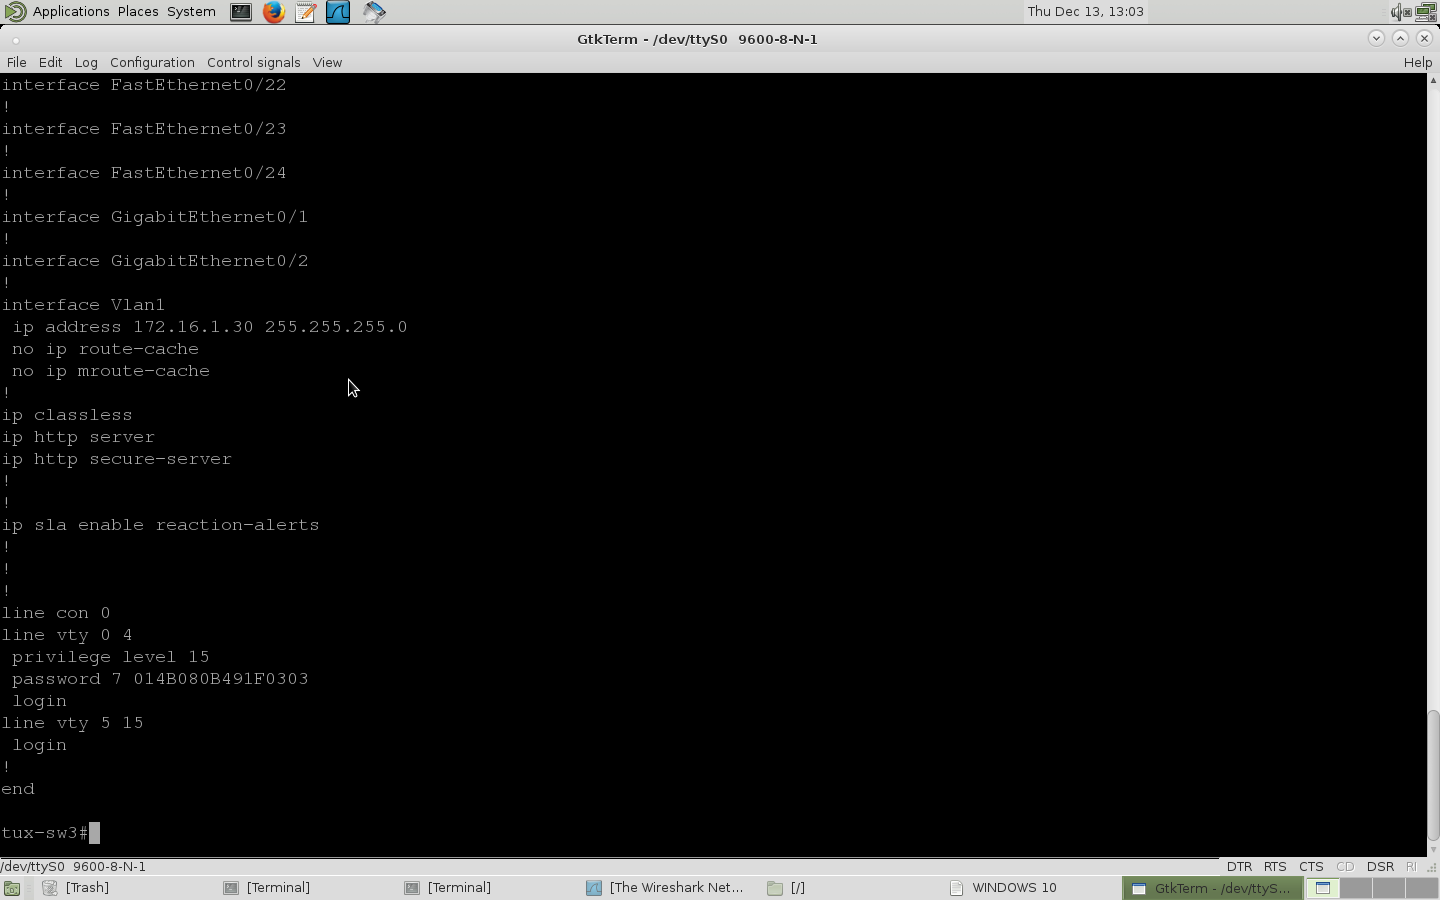 Applications Places System
Thu Dec 13, 13:03
GtkTerm - /dev/ttyS0 9600-8-N-1
File Edit Log Configuration Control signals View Help
interface FastEthernet0/22
!
interface FastEthernet0/23
!
interface FastEthernet0/24
!
interface GigabitEthernet0/1
!
interface GigabitEthernet0/2
!
interface Vlan1
 ip address 172.16.1.30 255.255.255.0
 no ip route-cache
 no ip mroute-cache
!
ip classless
ip http server
ip http secure-server
!
!
ip sla enable reaction-alerts
!
!
!
line con 0
line vty 0 4
 privilege level 15
 password 7 014B080B491F0303
 login
line vty 5 15
 login
!
end
tux-sw3#
/dev/ttyS0 9600-8-N-1 DTR RTS CTS CD DSR RI
[Trash] [Terminal] [Terminal] [The Wireshark Net... [/] WINDOWS 10 GtkTerm - /dev/ttyS...